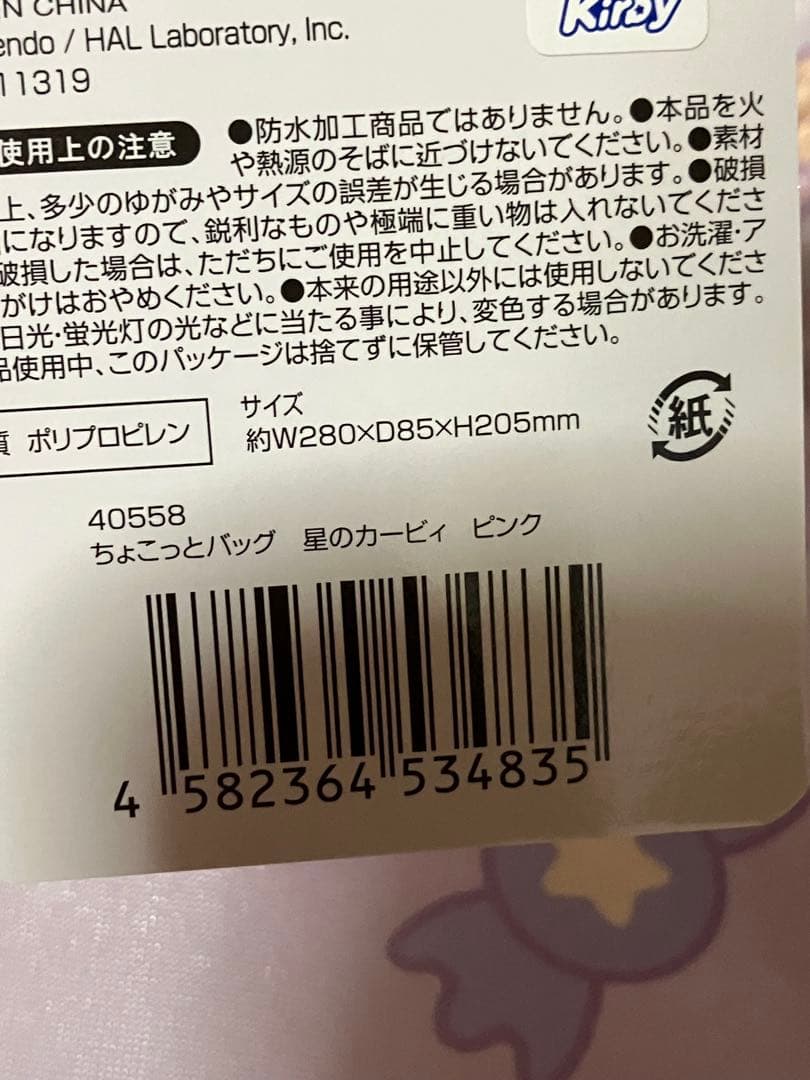 IN CHINA
endo / HAL Laboratory, Inc.
11319
Kirby
使用上の注意
●防水加工商品ではありません。●本品を火
や熱源のそばに近づけないでください。●素材
上、多少のゆがみやサイズの誤差が生じる場合があります。●破損
になりますので、鋭利なものや極端に重い物は入れないでくださ
破損した場合は、ただちにご使用を中止してください。●お洗濯・ア
がけはおやめください。●本来の用途以外には使用しないでくださ
日光・蛍光灯の光などに当たる事により、変色する場合があります。
品使用中、このパッケージは捨てずに保管してください。
質 ポリプロピレン
サイズ
約W280×D85×H205mm
紙
40558
ちょこっとバッグ 星のカービィ ピンク
4 582364 534835